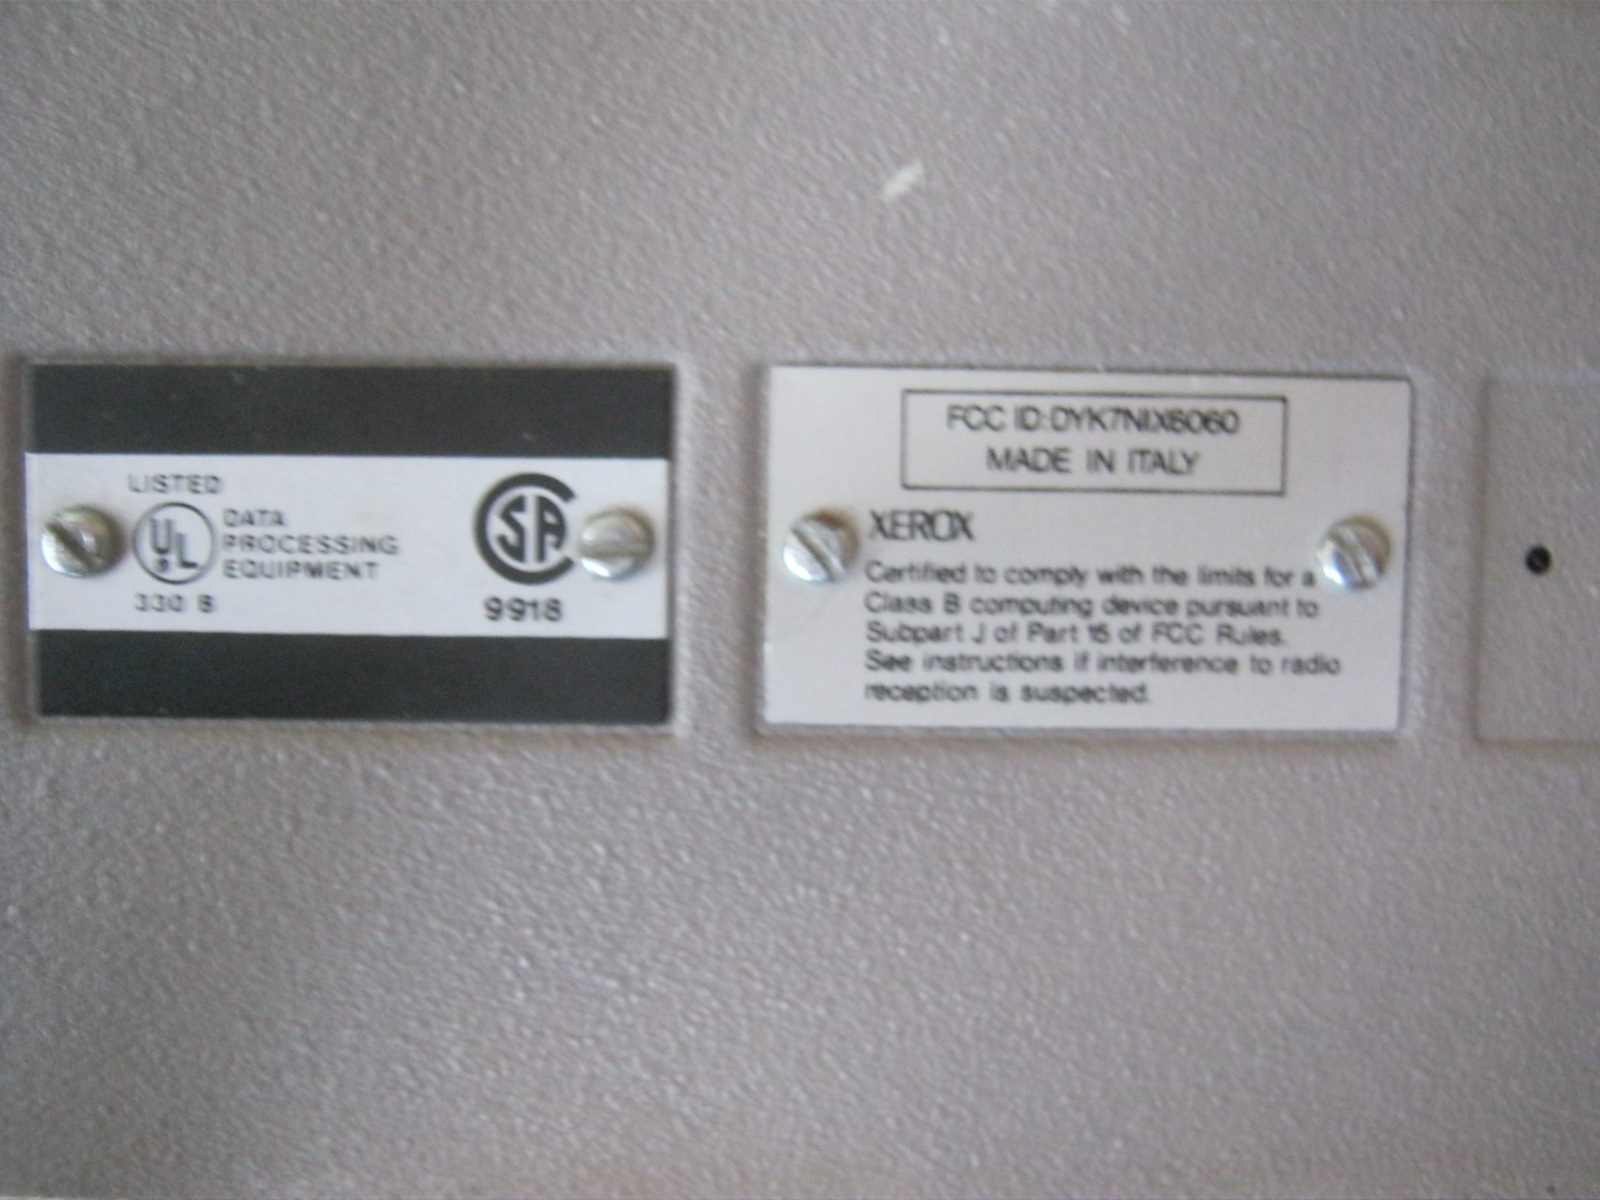 LISTED
UL
DATA
PROCESSING
EQUIPMENT
330 B
CSA
9918
FCC ID: DYK7NIX6060
MADE IN ITALY
XEROX
Certified to comply with the limits for a
Class B computing device pursuant to
Subpart J of Part 15 of FCC Rules.
See instructions if interference to radio
reception is suspected.